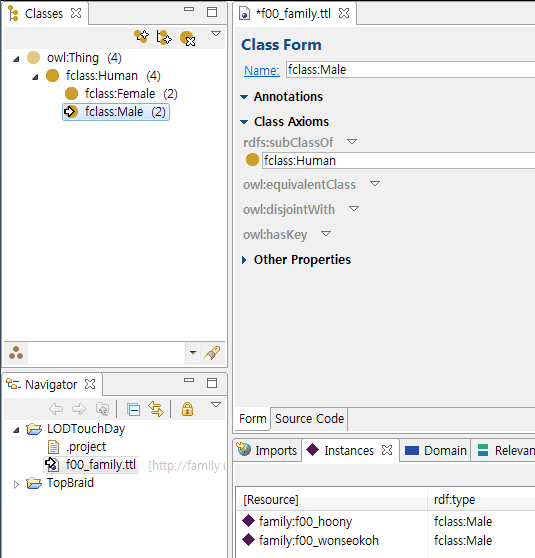 Classes
owl:Thing (4)
fclass:Human (4)
fclass:Female (2)
fclass:Male (2)
Navigator
LODTouchDay
.project
f00_family.ttl [http://family.
TopBraid
*f00_family.ttl
Class Form
Name: fclass:Male
Annotations
Class Axioms
rdfs:subClassOf
fclass:Human
owl:equivalentClass
owl:disjointWith
owl:hasKey
Other Properties
Form Source Code
Imports Instances Domain Relevan
[Resource] rdf:type
family:f00_hoony fclass:Male
family:f00_wonseokoh fclass:Male